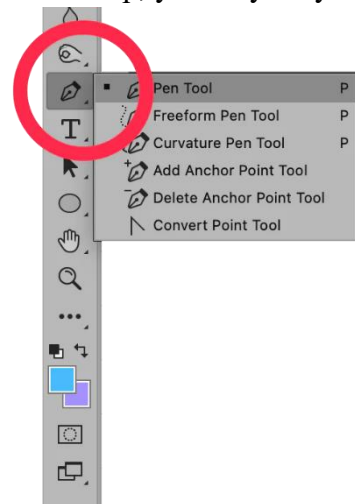 Pen Tool P
Freeform Pen Tool P
Curvature Pen Tool P
Add Anchor Point Tool
Delete Anchor Point Tool
Convert Point Tool
T